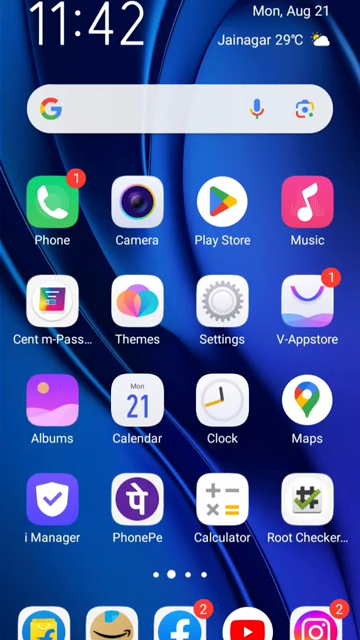 11:42
Mon, Aug 21
Jainagar 29℃
1
Phone
Camera
Play Store
Music
1
Cent m-Pass...
Themes
Settings
V-Appstore
Mon
21
Albums
Calendar
Clock
Maps
पे
i Manager
PhonePe
Calculator
Root Checker...
2
2